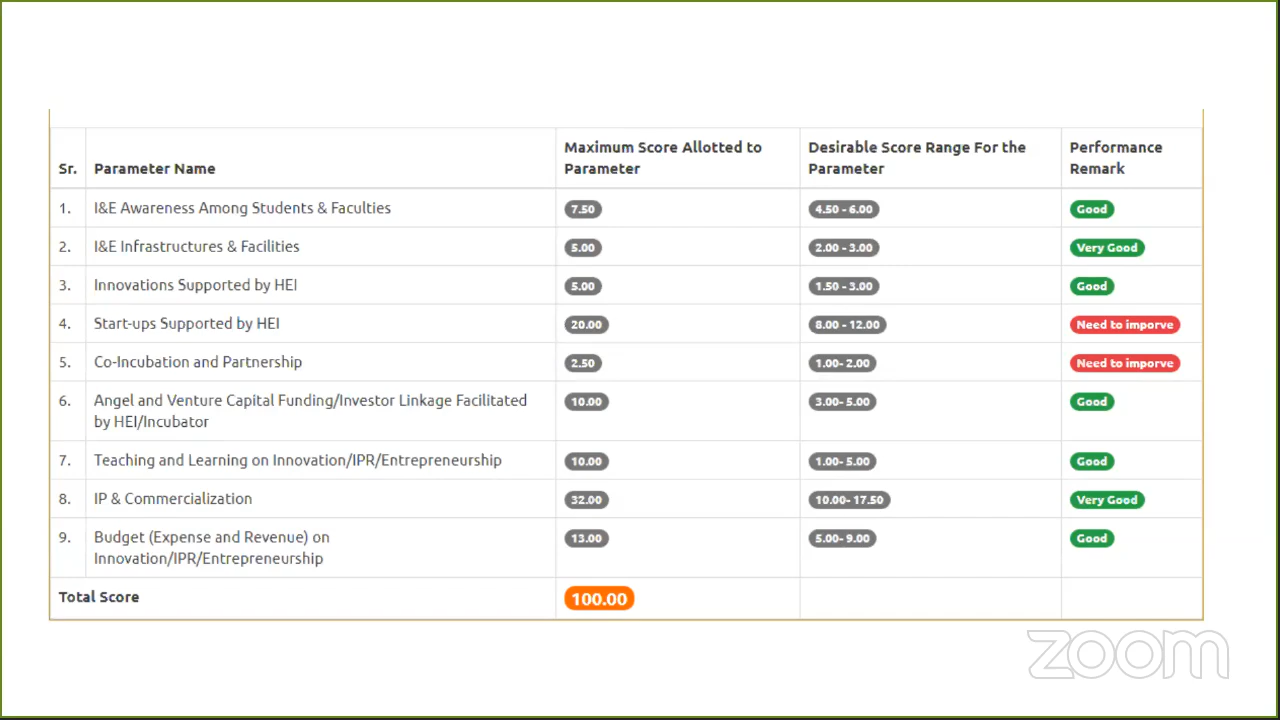 Sr. Parameter Name Maximum Score Allotted to Parameter Desirable Score Range For the Parameter Performance Remark
1. I&E Awareness Among Students & Faculties 7.50 4.50 - 6.00 Good
2. I&E Infrastructures & Facilities 5.00 2.00 - 3.00 Very Good
3. Innovations Supported by HEI 5.00 1.50 - 3.00 Good
4. Start-ups Supported by HEI 20.00 8.00 - 12.00 Need to imporve
5. Co-Incubation and Partnership 2.50 1.00- 2.00 Need to imporve
6. Angel and Venture Capital Funding/Investor Linkage Facilitated 10.00 3.00- 5.00 Good
by HEI/Incubator
7. Teaching and Learning on Innovation/IPR/Entrepreneurship 10.00 1.00- 5.00 Good
8. IP & Commercialization 32.00 10.00- 17.50 Very Good
9. Budget (Expense and Revenue) on 13.00 5.00- 9.00 Good
Innovation/IPR/Entrepreneurship
Total Score 100.00
zoom